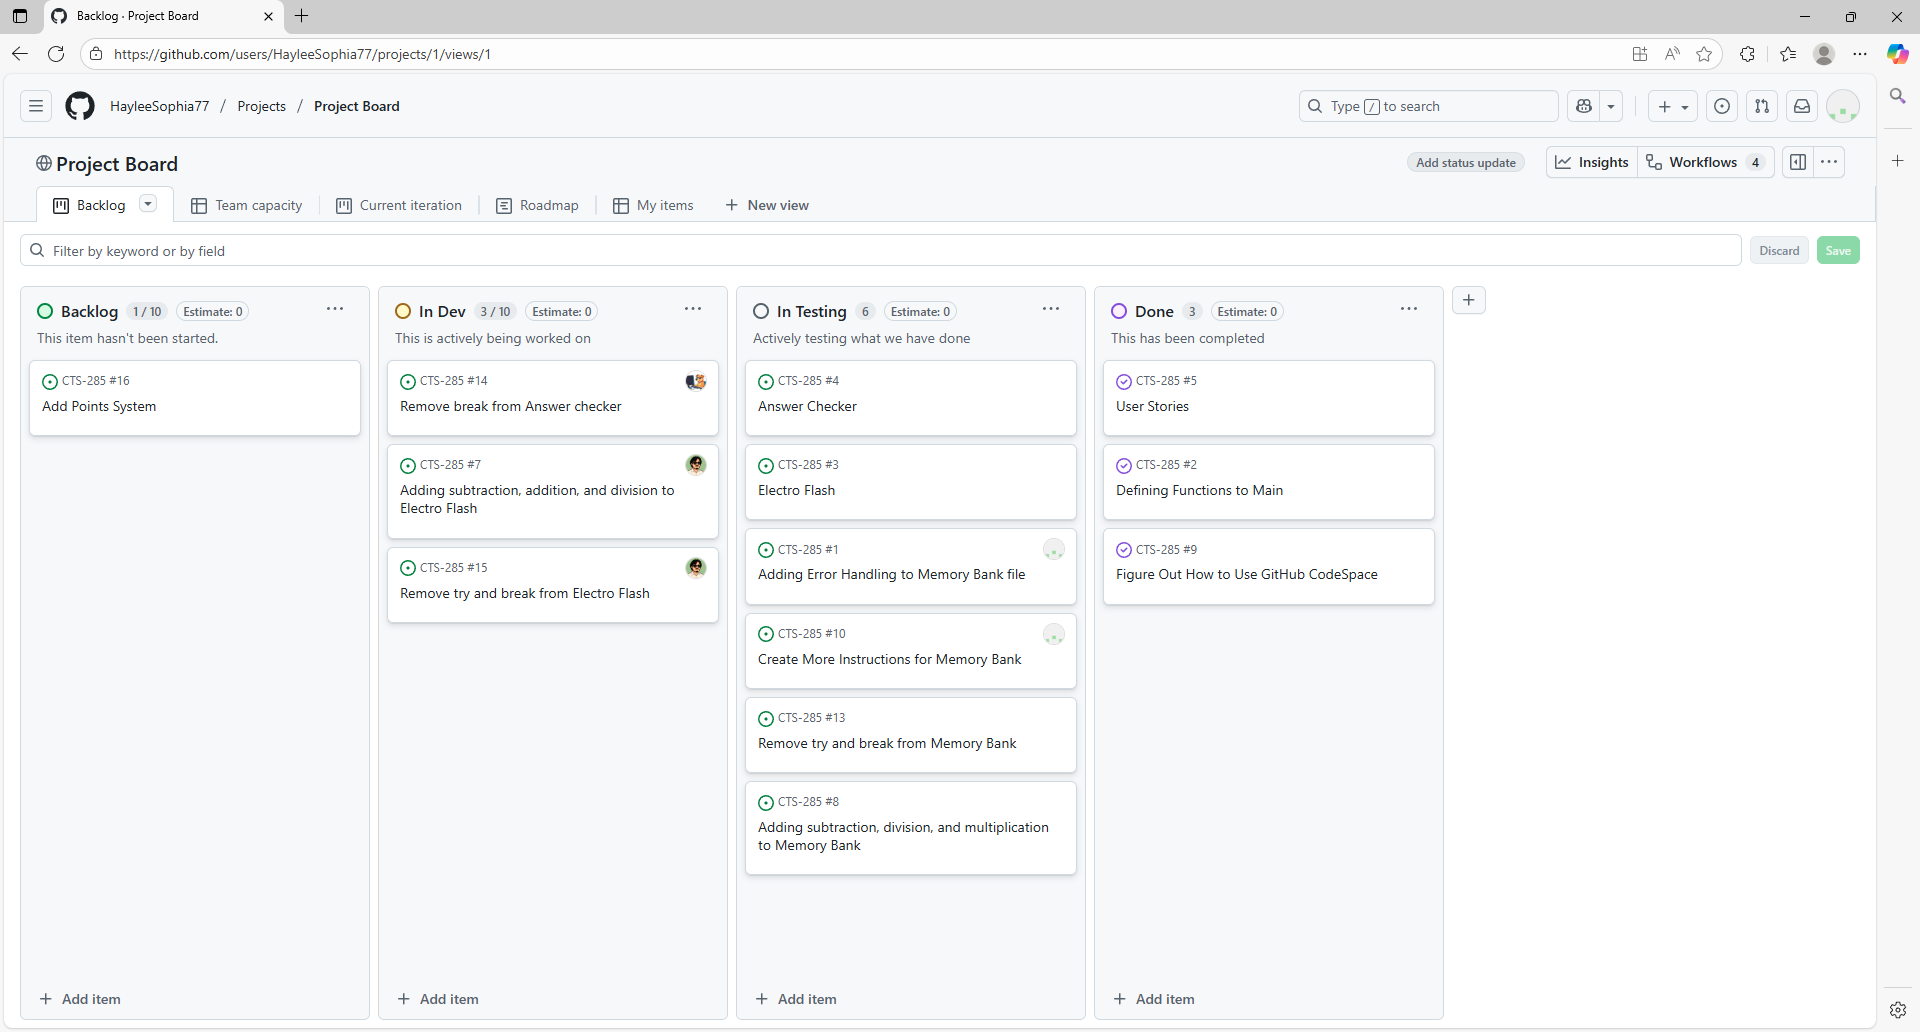 Backlog · Project Board
https://github.com/users/HayleeSophia77/projects/1/views/1
HayleeSophia77 / Projects / Project Board
Type / to search
Project Board
Add status update
Insights
Workflows 4
Backlog
Team capacity
Current iteration
Roadmap
My items
New view
Filter by keyword or by field
Discard
Save
Backlog 1 / 10 Estimate: 0
This item hasn't been started.
CTS-285 #16
Add Points System
Add item
In Dev 3 / 10 Estimate: 0
This is actively being worked on
CTS-285 #14
Remove break from Answer checker
CTS-285 #7
Adding subtraction, addition, and division to
Electro Flash
CTS-285 #15
Remove try and break from Electro Flash
Add item
In Testing 6 Estimate: 0
Actively testing what we have done
CTS-285 #4
Answer Checker
CTS-285 #3
Electro Flash
CTS-285 #1
Adding Error Handling to Memory Bank file
CTS-285 #10
Create More Instructions for Memory Bank
CTS-285 #13
Remove try and break from Memory Bank
CTS-285 #8
Adding subtraction, division, and multiplication
to Memory Bank
Add item
Done 3 Estimate: 0
This has been completed
CTS-285 #5
User Stories
CTS-285 #2
Defining Functions to Main
CTS-285 #9
Figure Out How to Use GitHub CodeSpace
Add item